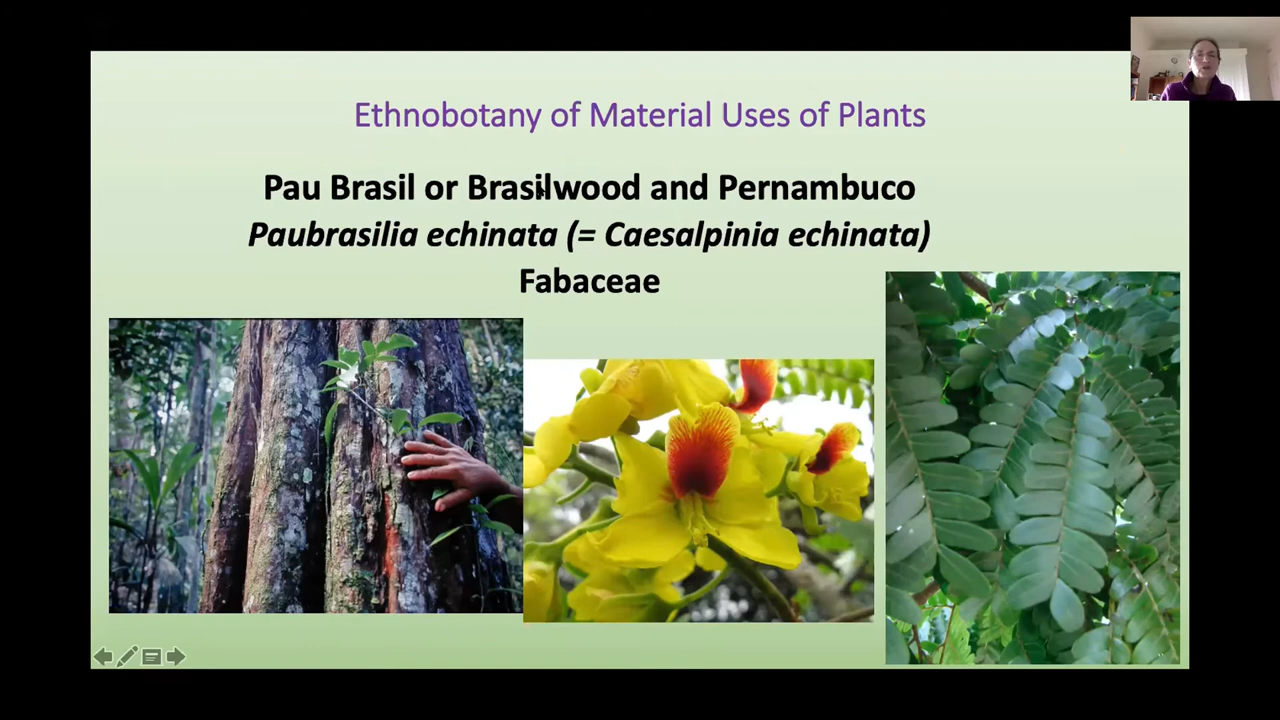 Ethnobotany of Material Uses of Plants
Pau Brasil or Brasilwood and Pernambuco
Paubrasilia echinata (= Caesalpinia echinata)
Fabaceae